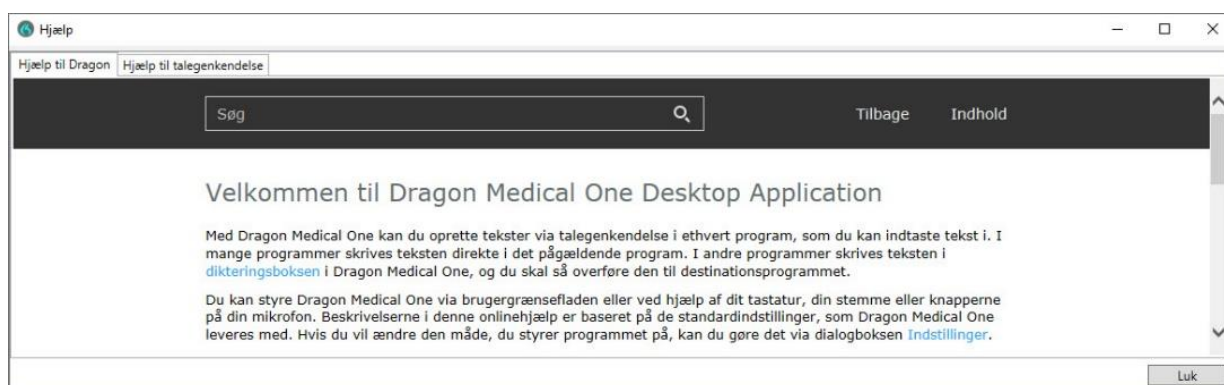 Hjælp
Hjælp til Dragon Hjælp til talegenkendelse
Søg Tilbage Indhold
Velkommen til Dragon Medical One Desktop Application
Med Dragon Medical One kan du oprette tekster via talegenkendelse i ethvert program, som du kan indtaste tekst i. I
mange programmer skrives teksten direkte i det pågældende program. I andre programmer skrives teksten i
dikteringsboksen i Dragon Medical One, og du skal så overføre den til destinationsprogrammet.
Du kan styre Dragon Medical One via brugergrænsefladen eller ved hjælp af dit tastatur, din stemme eller knapperne
på din mikrofon. Beskrivelserne i denne onlinehjælp er baseret på de standardindstillinger, som Dragon Medical One
leveres med. Hvis du vil ændre den måde, du styrer programmet på, kan du gøre det via dialogboksen Indstillinger.
Luk